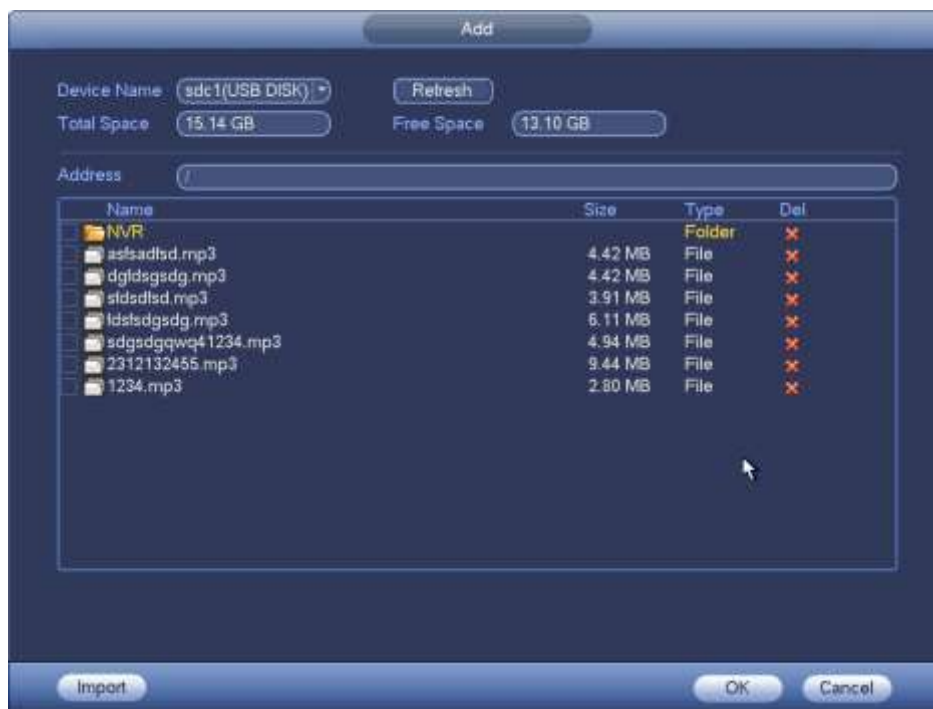 Add
Device Name sdc1(USB DISK) Refresh
Total Space 15.14 GB Free Space 13.10 GB
Address /
Name Size Type Del
NVR Folder
asfsadfsd.mp3 4.42 MB File
dgfdsgsdg.mp3 4.42 MB File
sfdsdfsd.mp3 3.91 MB File
fdsfsdgsdg.mp3 6.11 MB File
sdgsdgqwq41234.mp3 4.94 MB File
2312132455.mp3 9.44 MB File
1234.mp3 2.80 MB File
Import OK Cancel